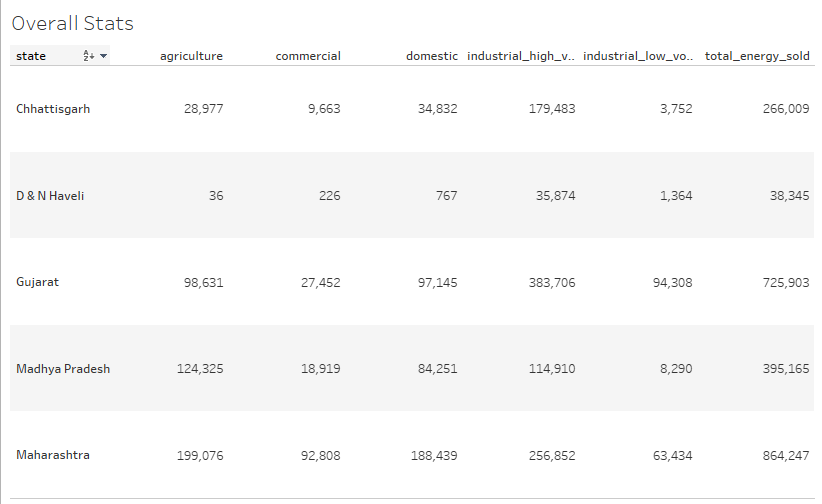 Overall Stats
state agriculture commercial domestic industrial_high_v.. industrial_low_vo.. total_energy_sold
Chhattisgarh 28,977 9,663 34,832 179,483 3,752 266,009
D & N Haveli 36 226 767 35,874 1,364 38,345
Gujarat 98,631 27,452 97,145 383,706 94,308 725,903
Madhya Pradesh 124,325 18,919 84,251 114,910 8,290 395,165
Maharashtra 199,076 92,808 188,439 256,852 63,434 864,247